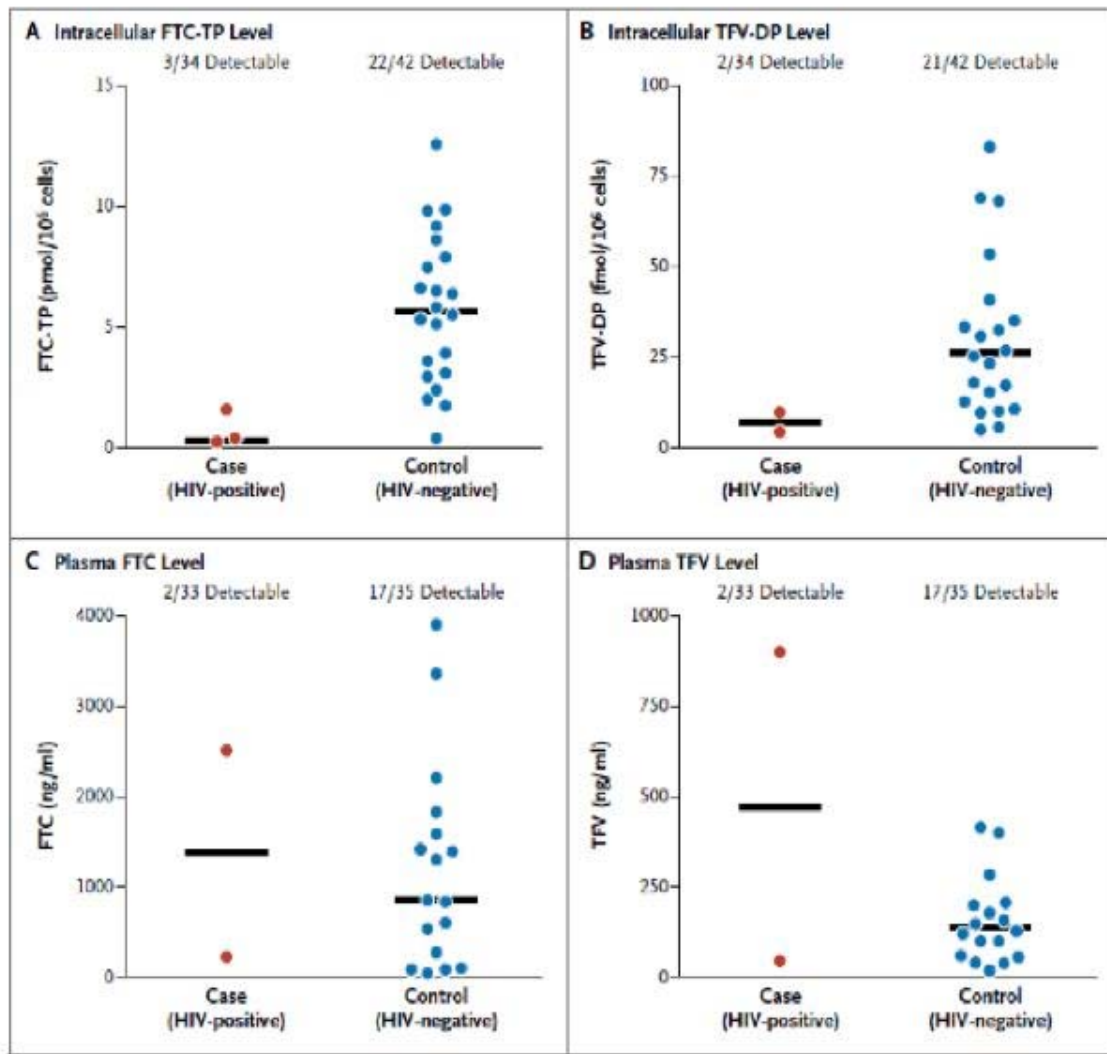 A Intracellular FTC-TP Level
3/34 Detectable 22/42 Detectable
15
10
5
0
FTC-TP (pmol/10⁶ cells)
Case
(HIV-positive)
Control
(HIV-negative)
B Intracellular TFV-DP Level
2/34 Detectable 21/42 Detectable
100
75
50
25
0
TFV-DP (fmol/10⁶ cells)
Case
(HIV-positive)
Control
(HIV-negative)
C Plasma FTC Level
2/33 Detectable 17/35 Detectable
4000
3000
2000
1000
0
FTC (ng/ml)
Case
(HIV-positive)
Control
(HIV-negative)
D Plasma TFV Level
2/33 Detectable 17/35 Detectable
1000
750
500
250
0
TFV (ng/ml)
Case
(HIV-positive)
Control
(HIV-negative)